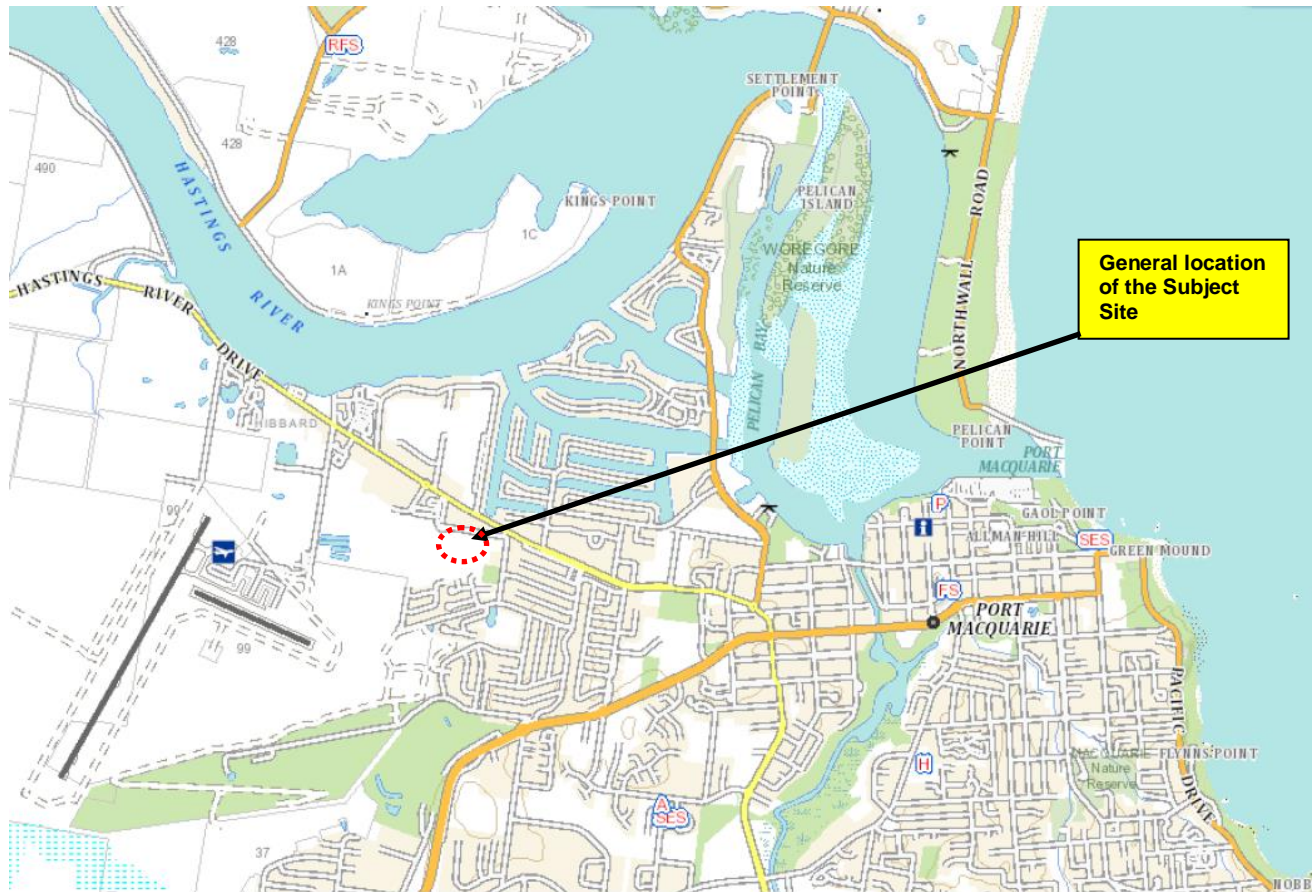 428
RFS
428
490
SETTLEMENT
POINT
HASTINGS
RIVER
KINGS POINT
1C
1A
KINGS POINT
PELICAN
ISLAND
WOREGORE
Nature
Reserve
NORTH WALL ROAD
General location
of the Subject
Site
HASTINGS RIVER DRIVE
HIBBARD
PELICAN BAY
PELICAN
POINT
PORT
MACQUARIE
99
P
i
GAOL POINT
ALLMAN HILL
SES
GREEN MOUND
FS
PORT
MACQUARIE
99
PACIFIC
DRIVE
MACQUARIE
Nature
Reserve
FLYNNS POINT
H
A
SES
37